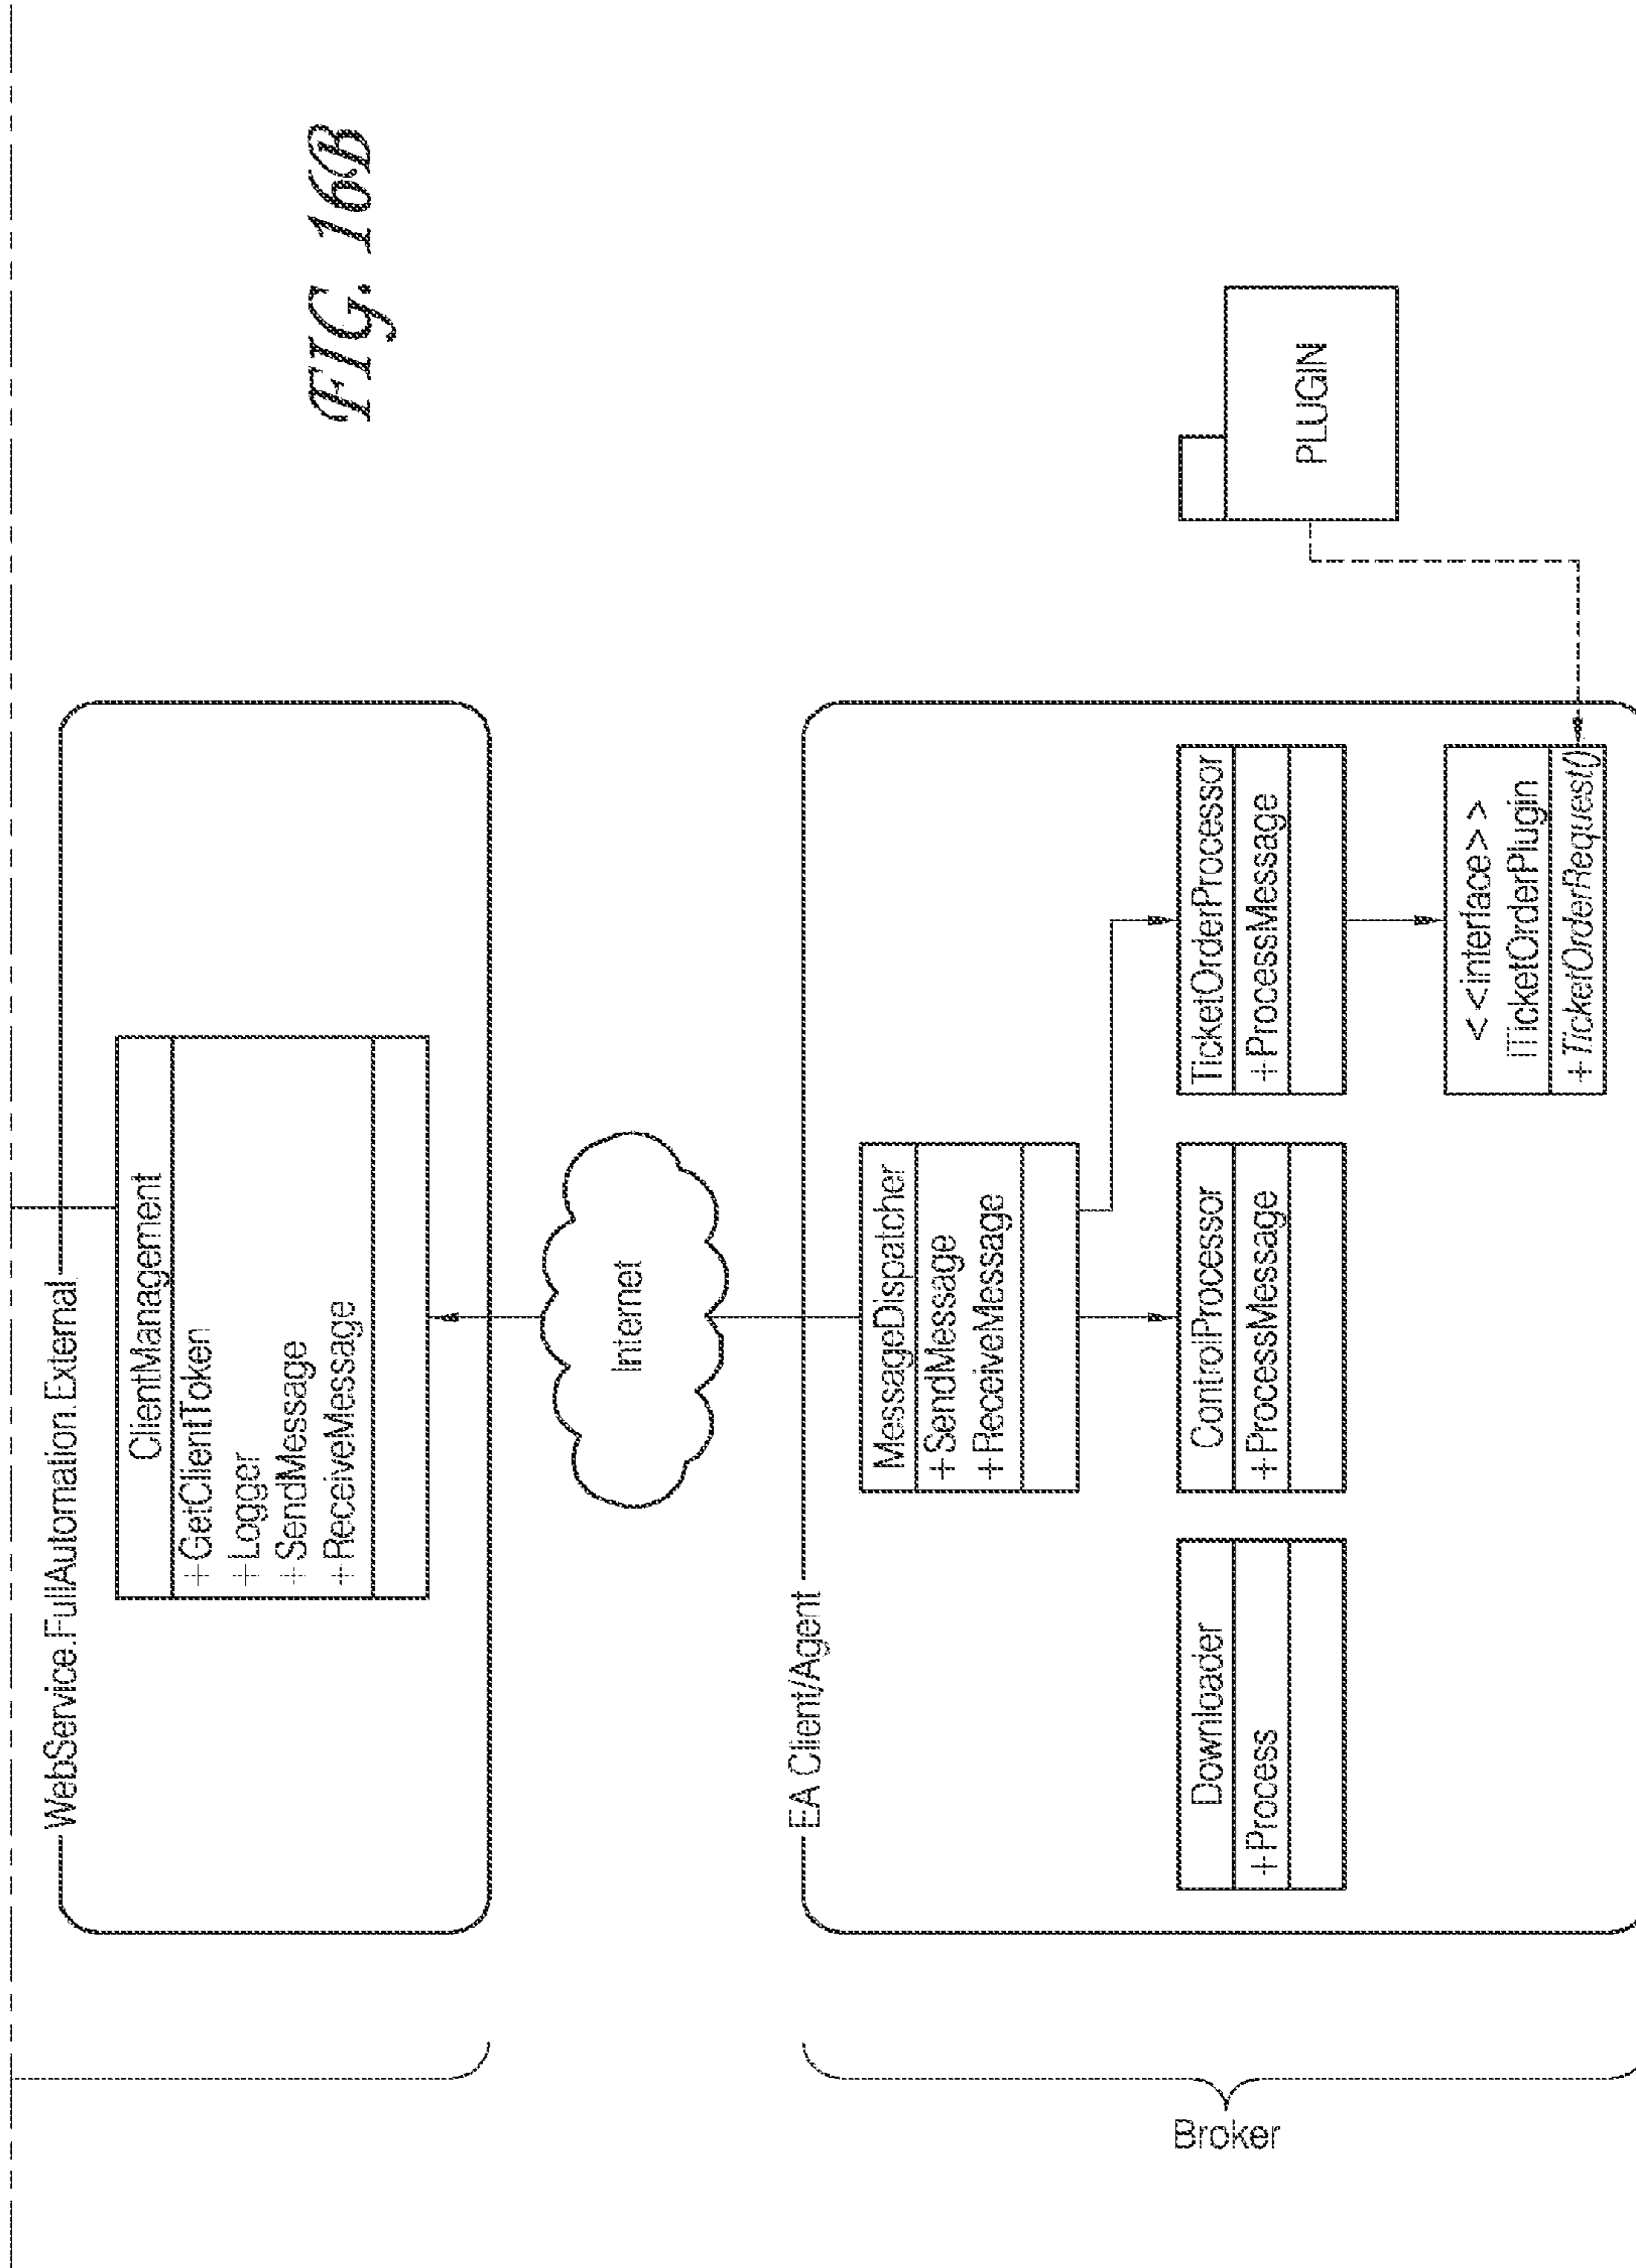 WebService.FullAutomation.External
ClientManagement
+GetClientToken
+Logger
+SendMessage
+ReceiveMessage
FIG. 16B
Internet
EA Client/Agent
MessageDispatcher
+SendMessage
+ReceiveMessage
Broker
Downloader
+Process
ControlProcessor
+ProcessMessage
TicketOrderProcessor
+ProcessMessage
PLUGIN
<<interface>>
ITicketOrderPlugin
+TicketOrderRequest()